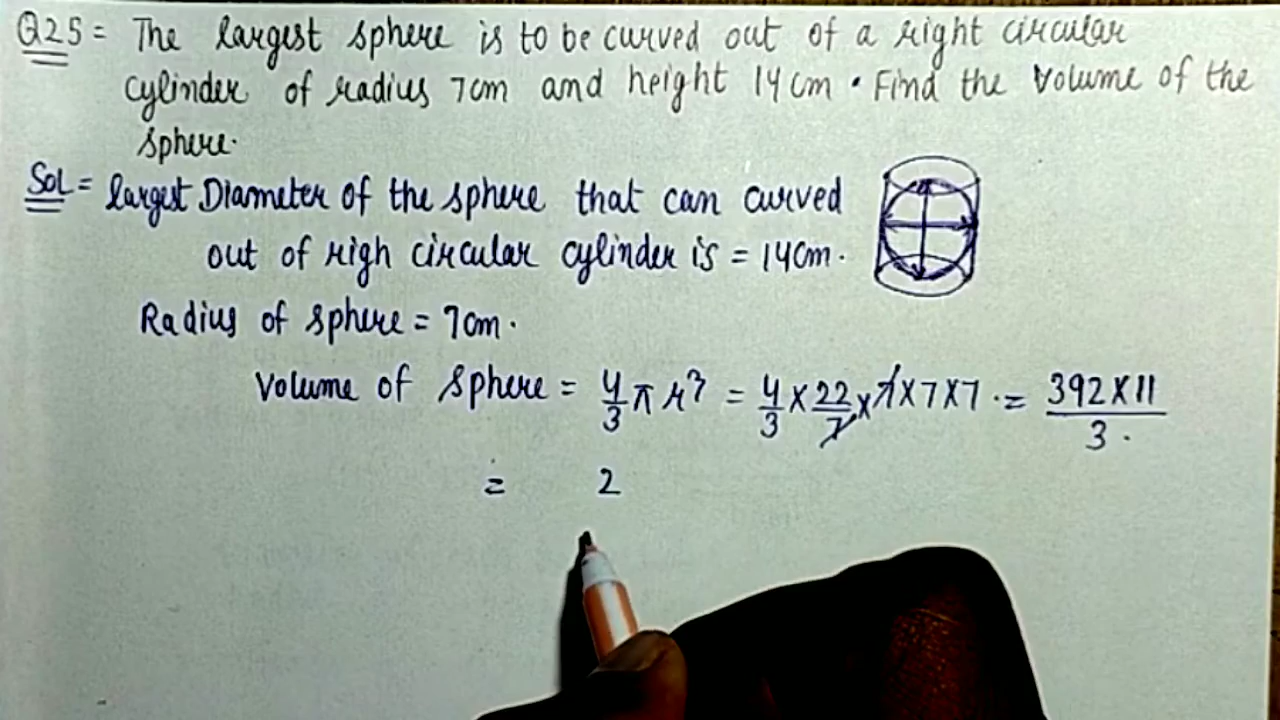 Q25 = The largest sphere is to be curved out of a right circular
cylinder of radius 7cm and height 14cm. Find the volume of the
sphere.
Sol = largest Diameter of the sphere that can curved
out of righ circular cylinder is = 14cm.
Radius of sphere = 7cm.
Volume of sphere = 4/3 π r³ = 4/3 × 22/7 × 7 × 7 × 7 . = 392 × 11 / 3 .
= 2